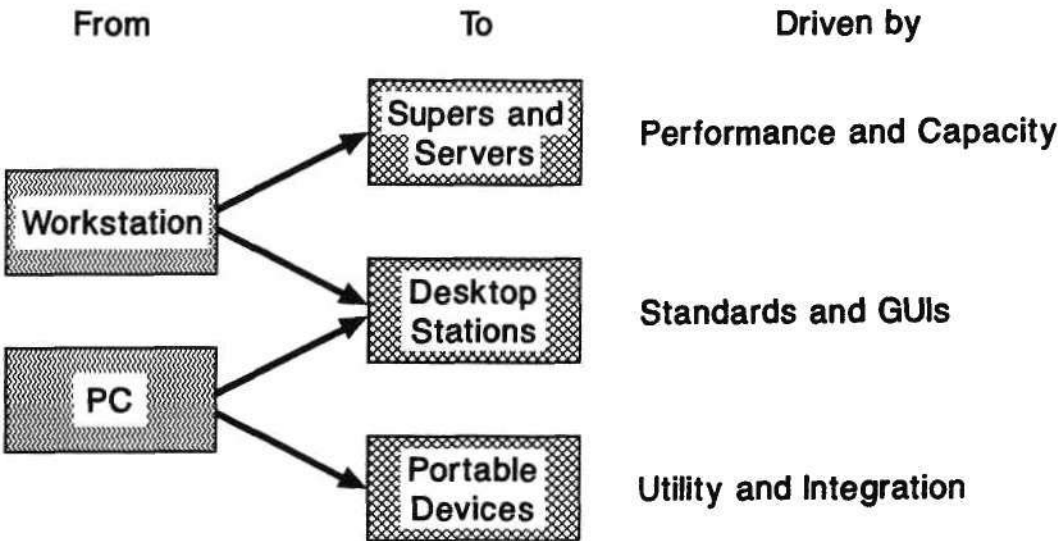 From To Driven by
Supers and
Servers
Performance and Capacity
Workstation
Desktop
Stations
Standards and GUIs
PC
Portable
Devices
Utility and Integration